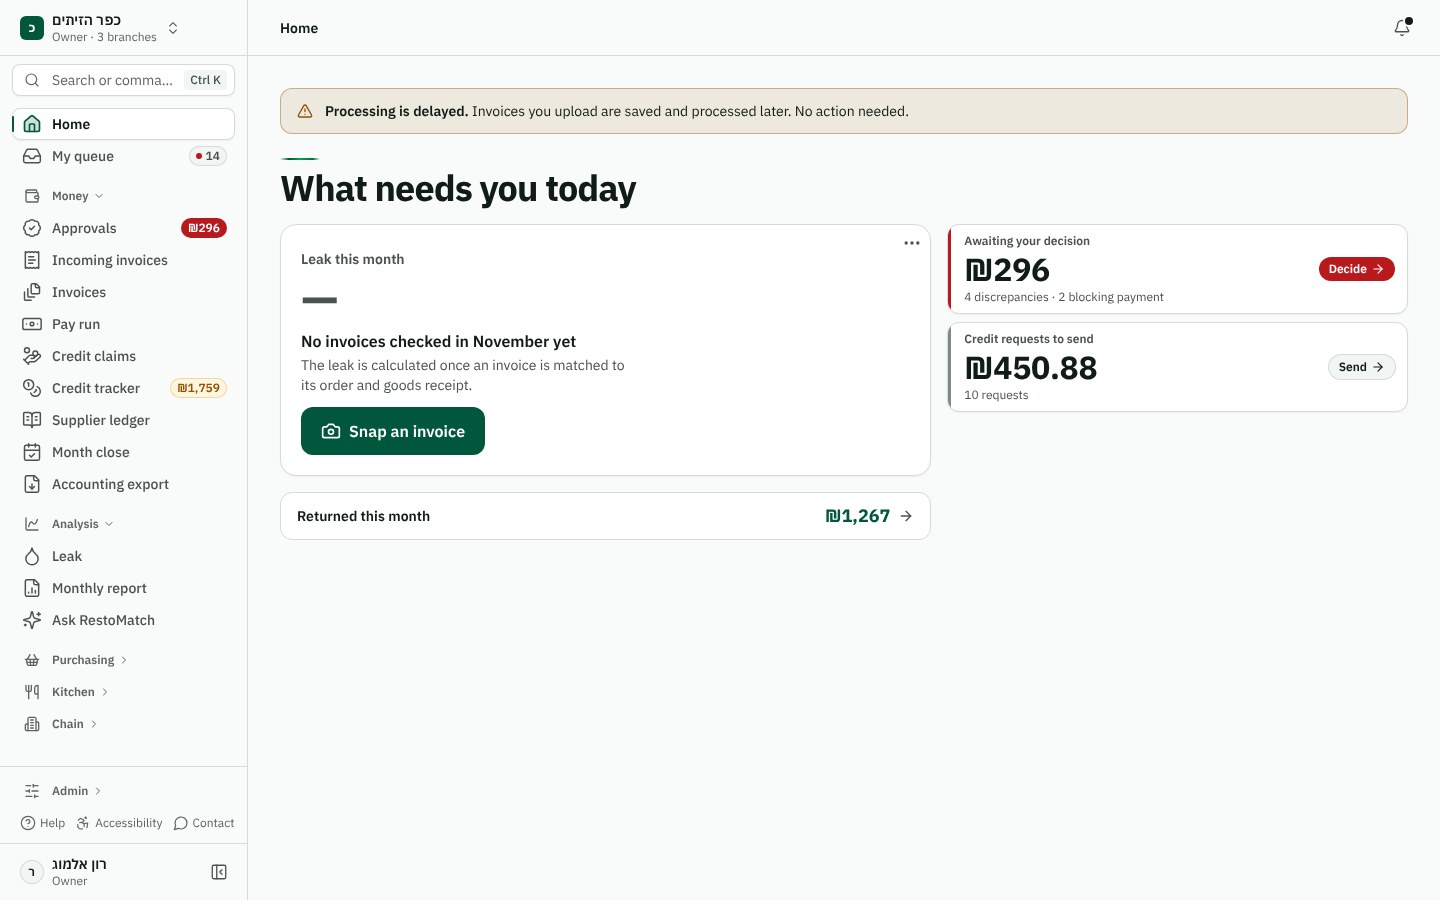 כ
כפר הזיתים
Owner · 3 branches
Home
Search or comma...
Ctrl K
Home
My queue
14
Money
Approvals
₪296
Incoming invoices
Invoices
Pay run
Credit claims
Credit tracker
₪1,759
Supplier ledger
Month close
Accounting export
Analysis
Leak
Monthly report
Ask RestoMatch
Purchasing
Kitchen
Chain
Admin
Help
Accessibility
Contact
ר
רון אלמוג
Owner
Processing is delayed. Invoices you upload are saved and processed later. No action needed.
What needs you today
Leak this month
—
No invoices checked in November yet
The leak is calculated once an invoice is matched to
its order and goods receipt.
Snap an invoice
Returned this month
₪1,267
Awaiting your decision
₪296
4 discrepancies · 2 blocking payment
Decide
Credit requests to send
₪450.88
10 requests
Send